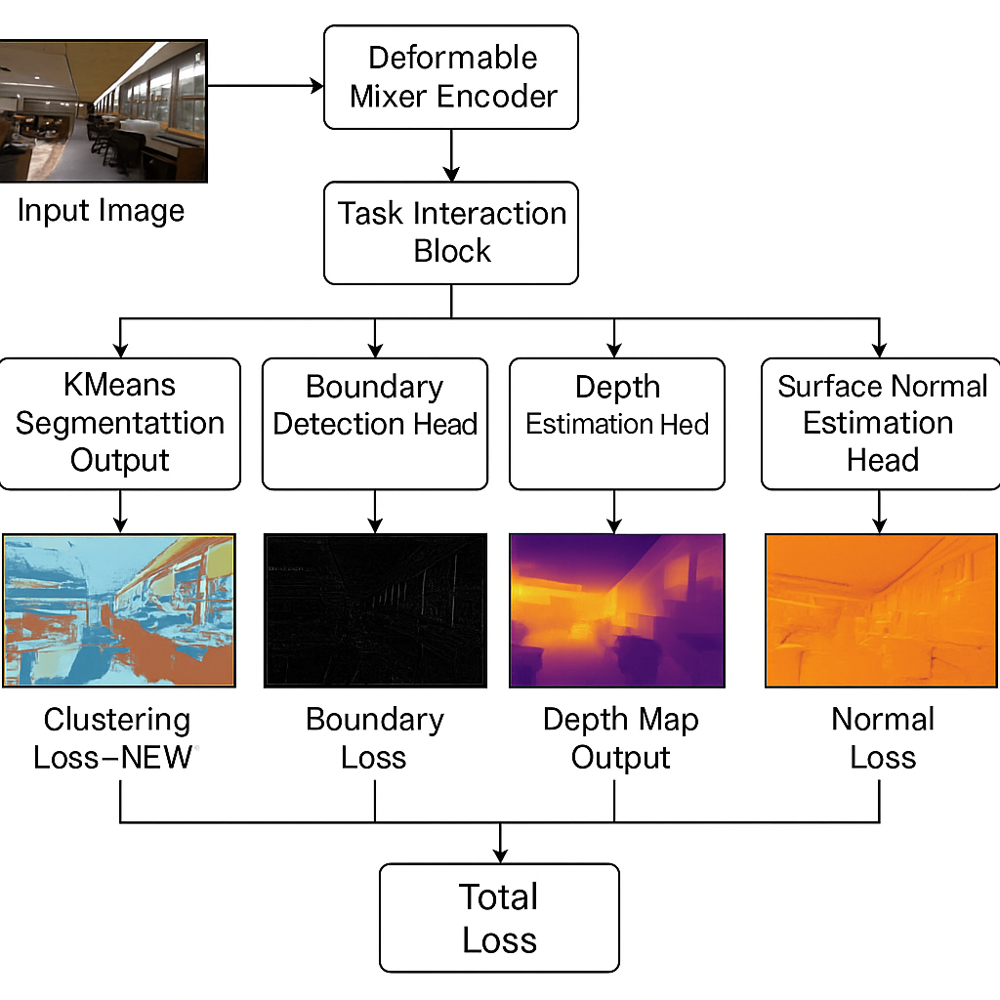 Deformable
Mixer Encoder
Input Image
Task Interaction
Block
KMeans
Segmentattion
Output
Boundary
Detection Head
Depth
Estimation Hed
Surface Normal
Estimation
Head
Clustering
Loss–NEW
Boundary
Loss
Depth Map
Output
Normal
Loss
Total
Loss